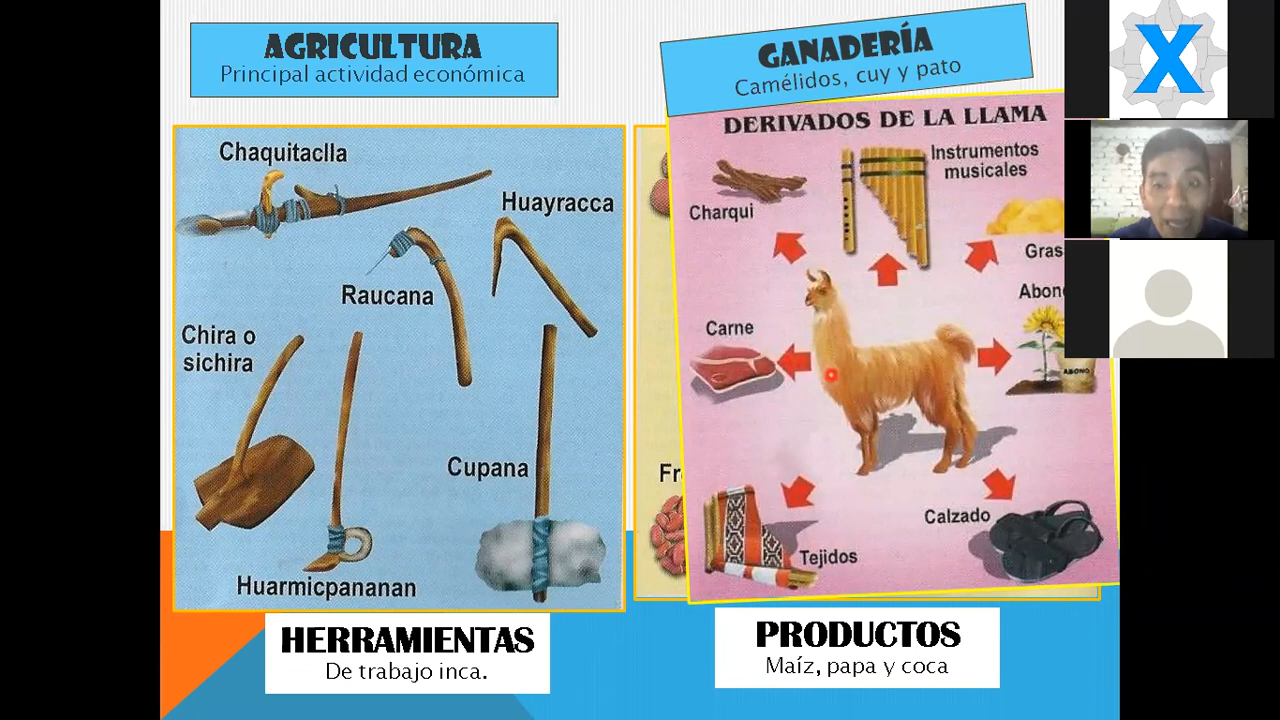 AGRICULTURA
Principal actividad económica
Chaquitaclla
Huayracca
Raucana
Chira o
sichira
Cupana
Huarmicpananan
HERRAMIENTAS
De trabajo inca.
GANADERÍA
Camélidos, cuy y pato
DERIVADOS DE LA LLAMA
Instrumentos
musicales
Charqui
Carne
ABONO
Tejidos
Calzado
PRODUCTOS
Maíz, papa y coca
X